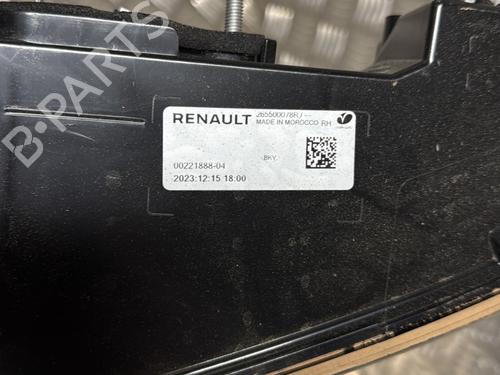 RENAULT 265500078R / --
MADE IN MOROCCO RH
00221888-04 BKY
2023:12:15 18:00
B-PARTS